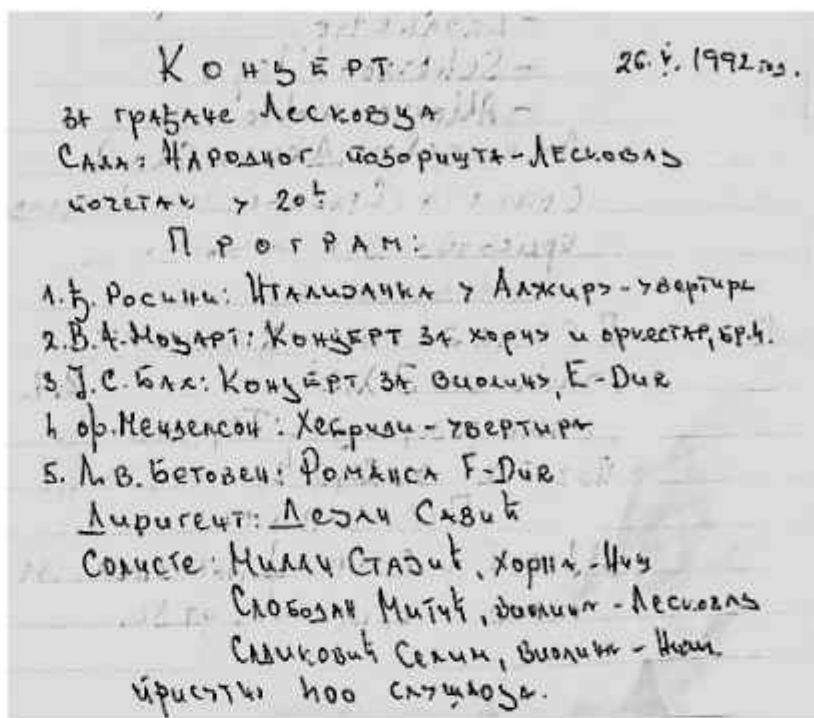 Концерт:
26. V. 1992 год.
за грађане Лесковца
Сала: Народног позоришта - Лесковац
почетак у 20 h
Програм:
1. Ђ. Росини: Италијанка у Алжиру - увертира
2. В. А. Моцарт: Концерт за хорну и оркестар, бр. 4.
3. Ј. С. Бах: Концерт за виолину, E-Dur
4 Ф. Менделсон: Хебриди - увертира
5. Л. В. Бетовен: Романса F-Dur
Диригент: Дејан Савић
Солисте: Милан Стазић, хорна - Ниш
Слободан Митић, виолина - Лесковац
Садиковић Селин, виолина - Ниш
присутно 400 слушаоца.